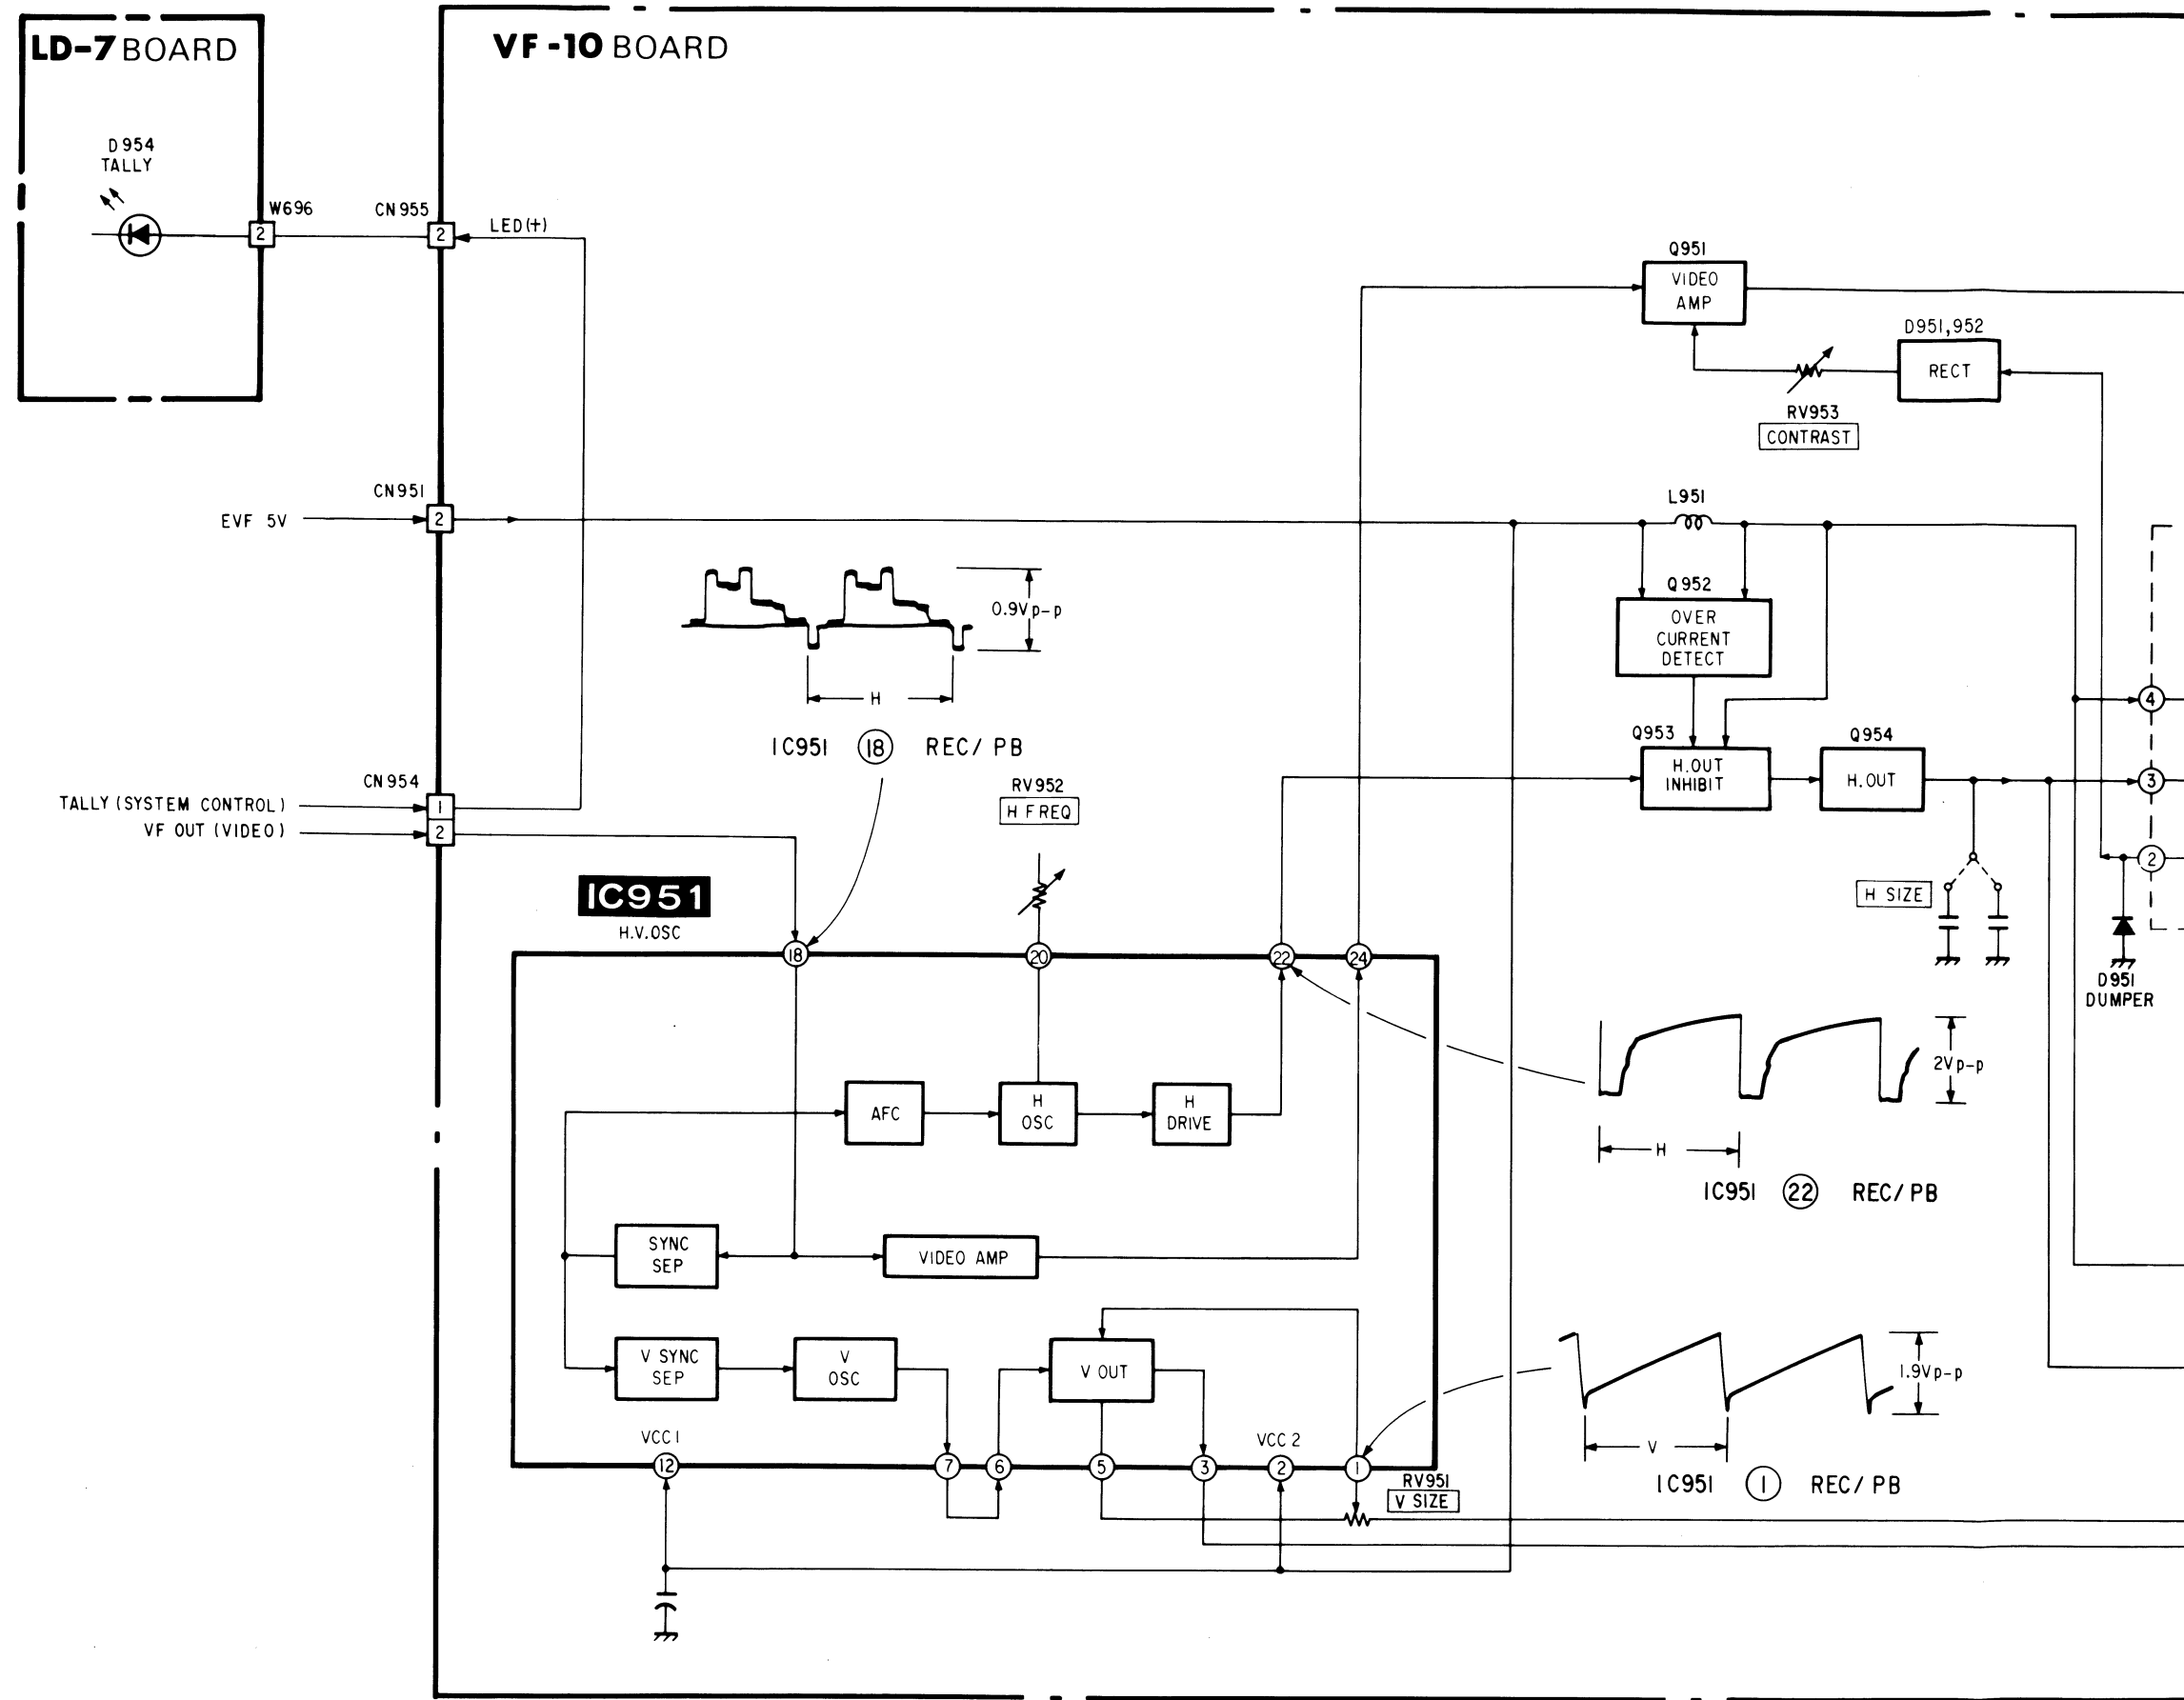 LD-7 BOARD
VF-10 BOARD
D954
TALLY
W696
2
CN955
2
LED(+)
Q951
VIDEO
AMP
D951,952
RECT
RV953
CONTRAST
CN951
EVF 5V
2
L951
Q952
OVER
CURRENT
DETECT
0.9Vp-p
H
IC951 18 REC/PB
4
Q953
H.OUT
INHIBIT
Q954
H.OUT
3
CN954
TALLY (SYSTEM CONTROL)
1
VF OUT (VIDEO)
2
RV952
H FREQ
2
H SIZE
IC951
H.V.OSC
18
20
22
24
D951
DUMPER
2Vp-p
H
IC951 22 REC/PB
AFC
H
OSC
H
DRIVE
SYNC
SEP
VIDEO AMP
V SYNC
SEP
V
OSC
V OUT
1.9Vp-p
V
IC951 1 REC/PB
VCC1
VCC2
12
7
6
5
3
2
1
RV951
V SIZE